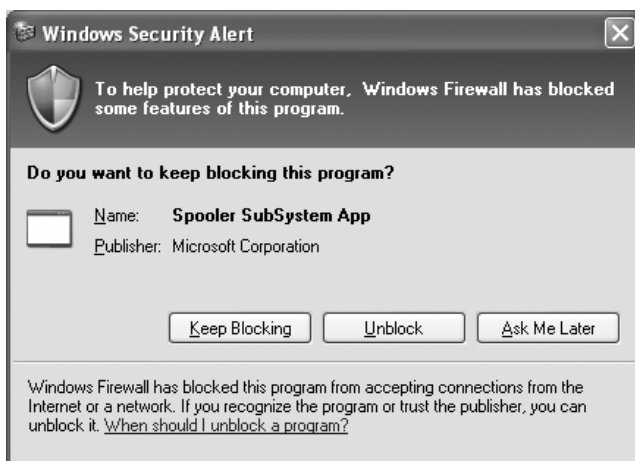 Windows Security Alert
To help protect your computer, Windows Firewall has blocked
some features of this program.
Do you want to keep blocking this program?
Name: Spooler SubSystem App
Publisher: Microsoft Corporation
Keep Blocking Unblock Ask Me Later
Windows Firewall has blocked this program from accepting connections from the
Internet or a network. If you recognize the program or trust the publisher, you can
unblock it. When should I unblock a program?